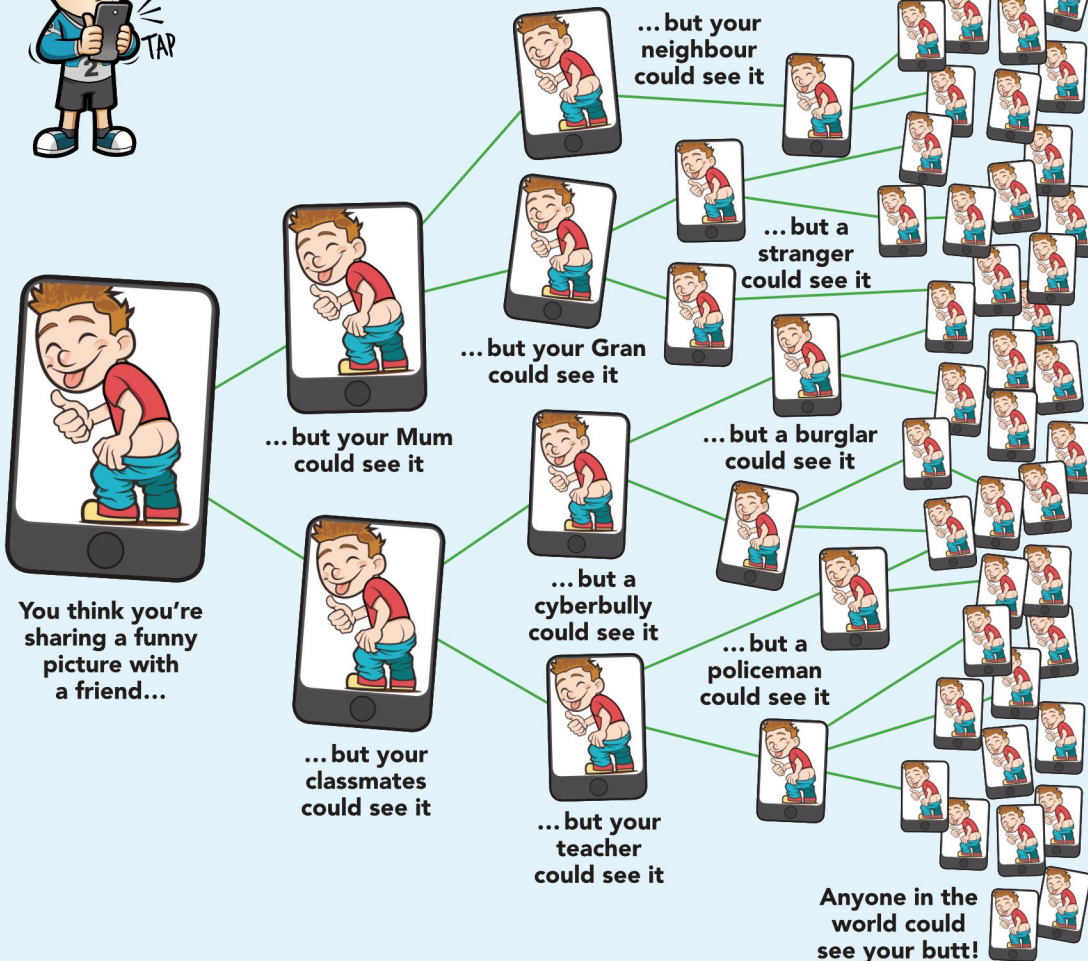 TAP
2
You think you're
sharing a funny
picture with
a friend...
...but your Mum
could see it
...but your
classmates
could see it
...but your
neighbour
could see it
...but your Gran
could see it
...but a
cyberbully
could see it
...but your
teacher
could see it
...but a
stranger
could see it
...but a burglar
could see it
...but a
policeman
could see it
Anyone in the
world could
see your butt!